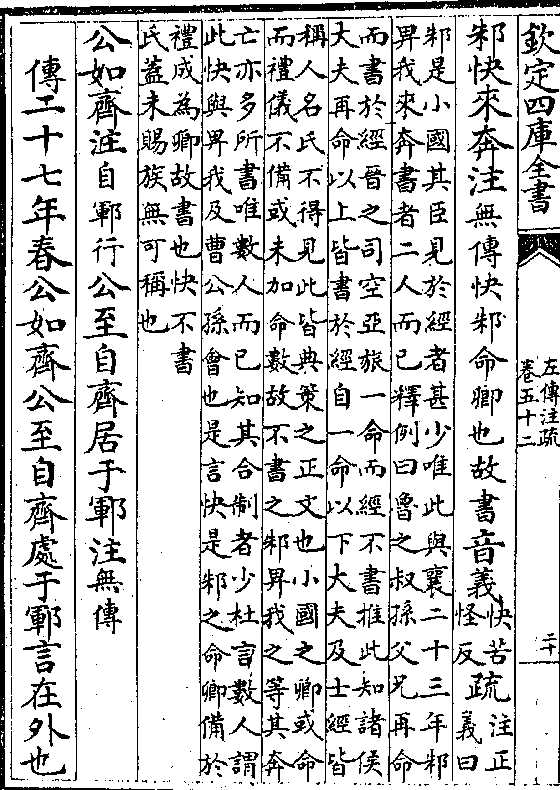 欽定四庫全書
左傳注疏
卷五十二
二十
邾快來奔注無傳快邾命卿也故書音義快苦怪反疏注正義曰
邾是小國其臣見於經者甚少唯此與襄二十三年邾
畀我來奔書者二人而已釋例曰魯之叔孫父兄再命
而書於經晉之司空亞旅一命而經不書推此知諸侯
大夫再命以上皆書於經自一命以下大夫及士經皆
稱人名氏不得見此皆典策之正文也小國之卿或命
而禮儀不備或未加命數故不書之邾畀我之等其奔
亡亦多所書唯數人而已知其合制者少杜言數人謂
此快與畀我及曹公孫會也是言快是邾之命卿備於
禮成為卿故書也快不書
氏蓋未賜族無可稱也
公如齊注自鄆行公至自齊居于鄆注無傳
傳二十七年春公如齊公至自齊處于鄆言在外也